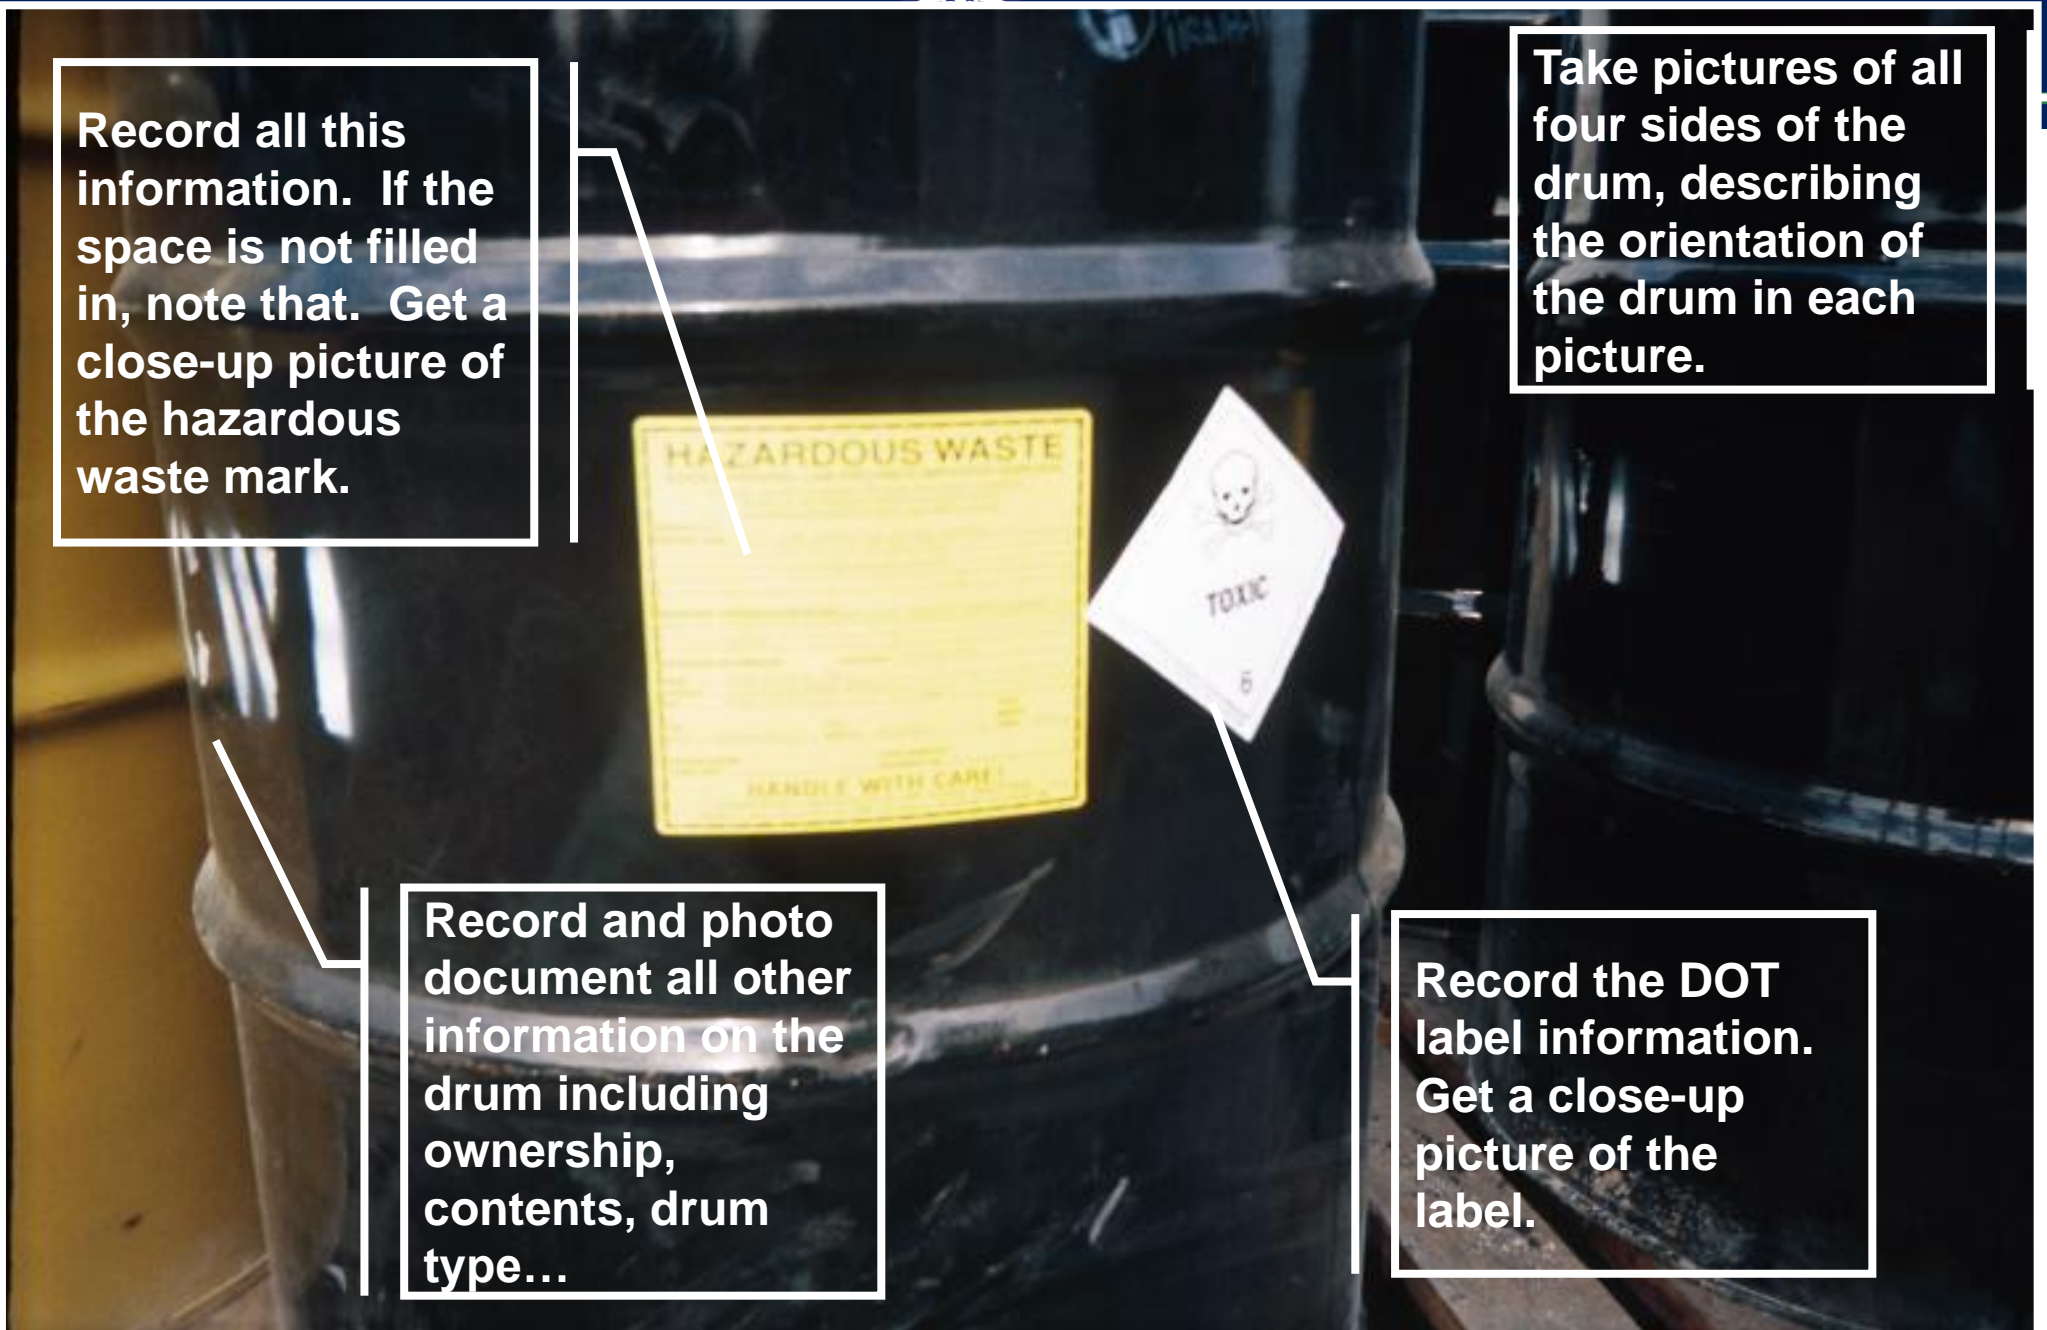 Record all this
information. If the
space is not filled
in, note that. Get a
close-up picture of
the hazardous
waste mark.
Take pictures of all
four sides of the
drum, describing
the orientation of
the drum in each
picture.
HAZARDOUS WASTE
HANDLE WITH CARE!
TOXIC
6
Record and photo
document all other
information on the
drum including
ownership,
contents, drum
type…
Record the DOT
label information.
Get a close-up
picture of the
label.